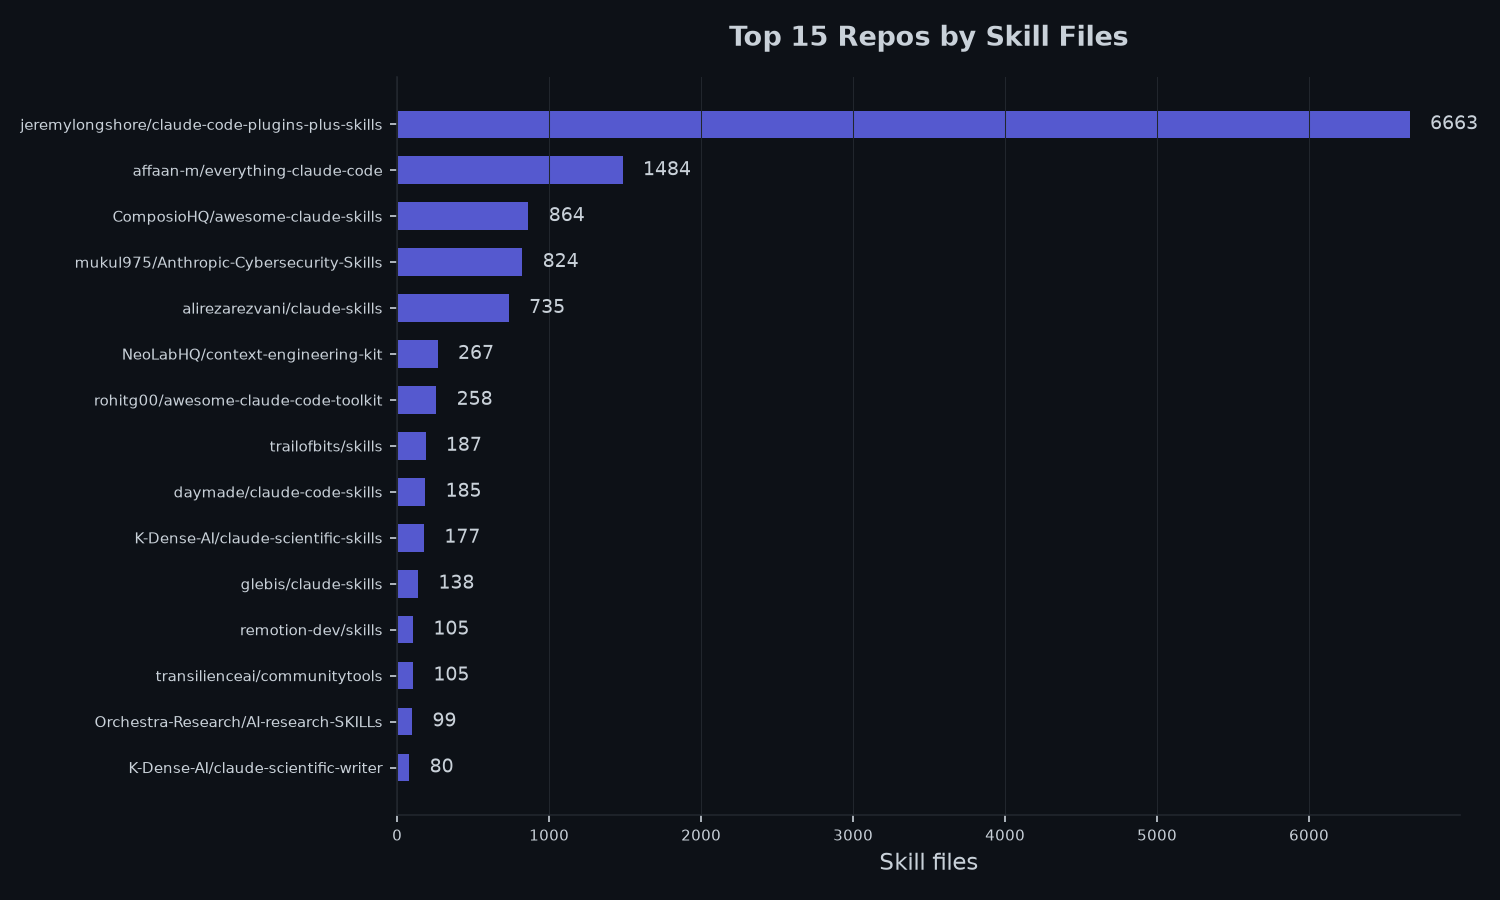 Top 15 Repos by Skill Files
jeremylongshore/claude-code-plugins-plus-skills 6663
affaan-m/everything-claude-code 1484
ComposioHQ/awesome-claude-skills 864
mukul975/Anthropic-Cybersecurity-Skills 824
alirezarezvani/claude-skills 735
NeoLabHQ/context-engineering-kit 267
rohitg00/awesome-claude-code-toolkit 258
trailofbits/skills 187
daymade/claude-code-skills 185
K-Dense-AI/claude-scientific-skills 177
glebis/claude-skills 138
remotion-dev/skills 105
transilienceai/communitytools 105
Orchestra-Research/AI-research-SKILLs 99
K-Dense-AI/claude-scientific-writer 80
0 1000 2000 3000 4000 5000 6000
Skill files